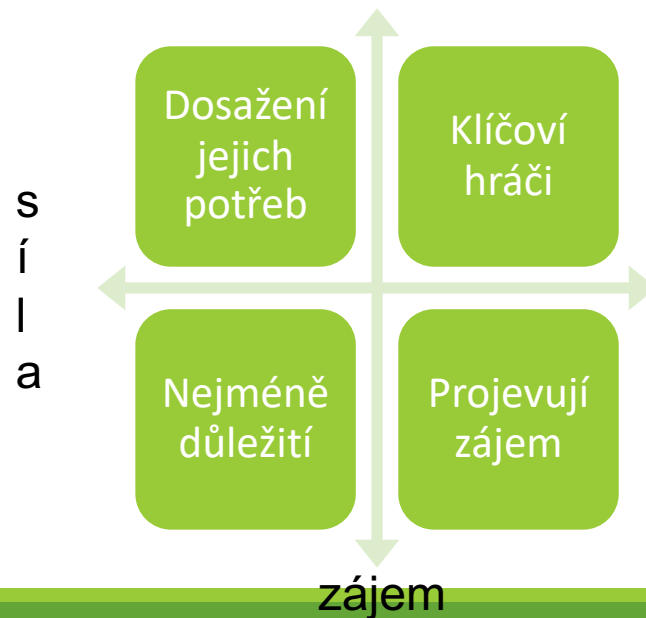 Dosažení
jejich
potřeb
Klíčoví
hráči
s
í
l
a
Nejméně
důležití
Projevují
zájem
zájem